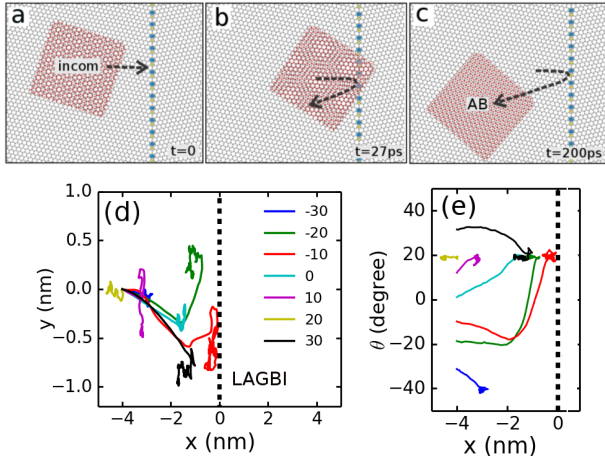 a
incom
t=0
b
t=27ps
c
AB
t=200ps
(d)
y (nm)
1.0
0.5
0.0
−0.5
−1.0
−4 −2 0 2 4
x (nm)
-30
-20
-10
0
10
20
30
LAGBI
(e)
θ (degree)
40
20
0
−20
−40
−4 −2 0
x (nm)